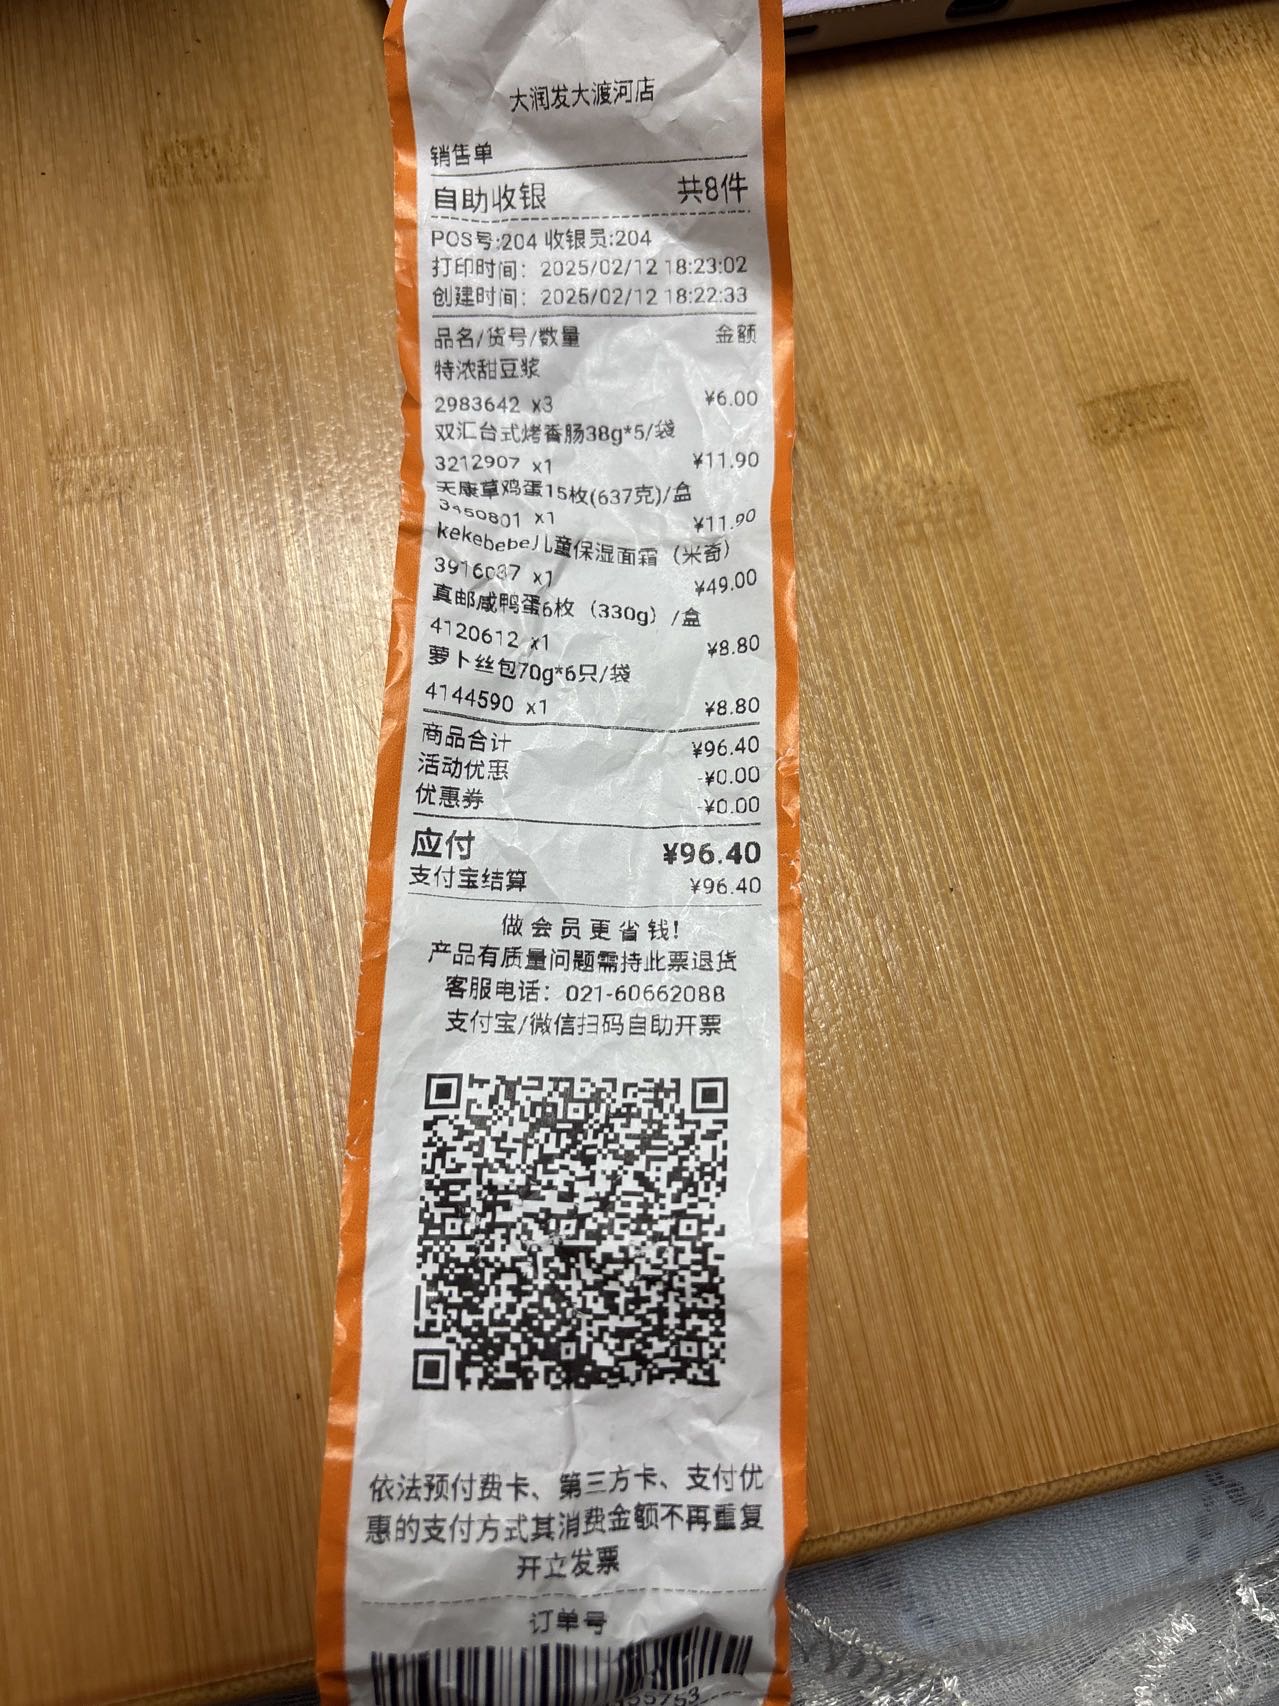 大润发大渡河店
销售单
自助收银 共8件
POS号:204 收银员:204
打印时间: 2025/02/12 18:23:02
创建时间: 2025/02/12 18:22:33
品名/货号/数量 金额
特浓甜豆浆
2983642 x3 ¥6.00
双汇台式烤香肠38g*5/袋
3212907 x1 ¥11.90
天康草鸡蛋15枚(637克)/盒
3450801 x1 ¥11.90
kekebebe儿童保湿面霜（米奇）
x1 ¥49.00
真邮咸鸭蛋6枚（330g）/盒
4120612 x1 ¥8.80
萝卜丝包70g*6只/袋
4144590 x1 ¥8.80
商品合计 ¥96.40
活动优惠 -¥0.00
优惠券 -¥0.00
应付 ¥96.40
支付宝结算 ¥96.40
做会员更省钱!
产品有质量问题需持此票退货
客服电话: 021-60662088
支付宝/微信扫码自助开票
依法预付费卡、第三方卡、支付优
惠的支付方式其消费金额不再重复
开立发票
订单号